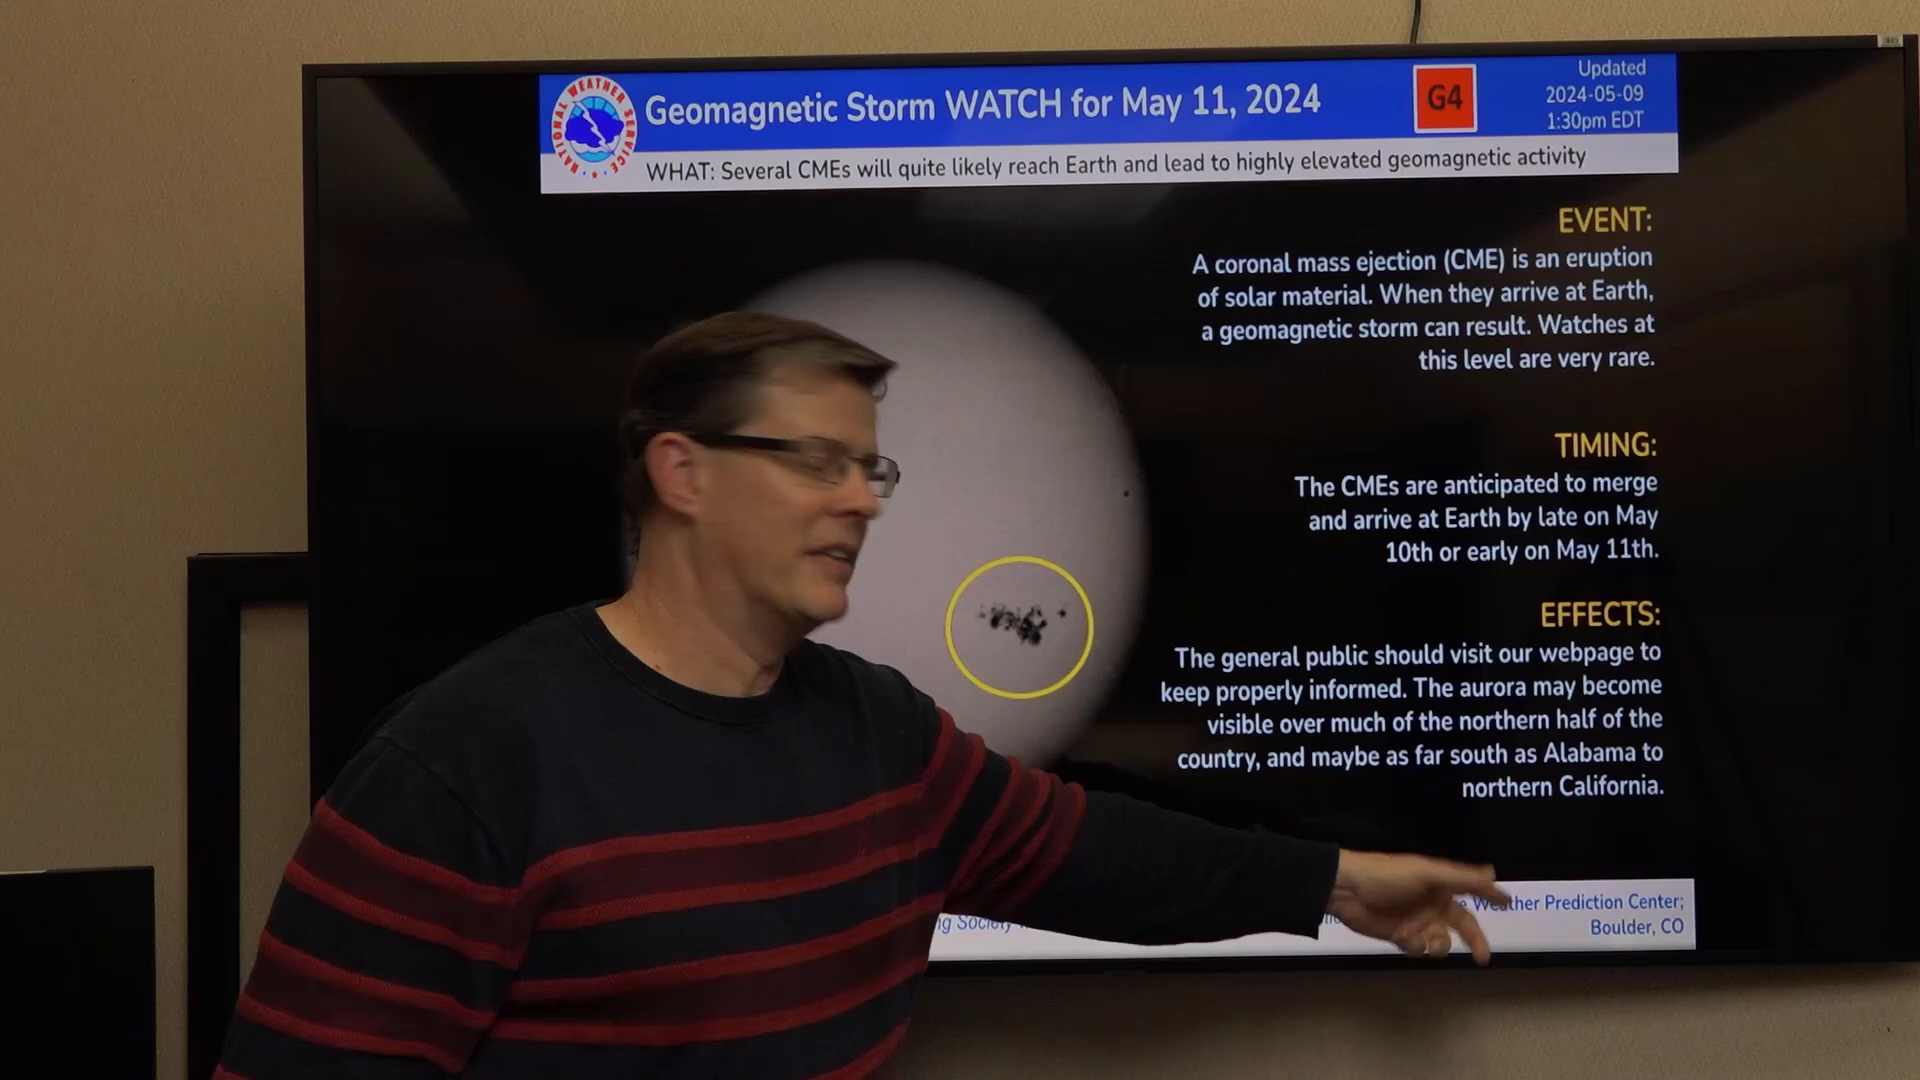 NATIONAL WEATHER SERVICE
Geomagnetic Storm WATCH for May 11, 2024
G4
Updated
2024-05-09
1:30pm EDT
WHAT: Several CMEs will quite likely reach Earth and lead to highly elevated geomagnetic activity
EVENT:
A coronal mass ejection (CME) is an eruption
of solar material. When they arrive at Earth,
a geomagnetic storm can result. Watches at
this level are very rare.
TIMING:
The CMEs are anticipated to merge
and arrive at Earth by late on May
10th or early on May 11th.
EFFECTS:
The general public should visit our webpage to
keep properly informed. The aurora may become
visible over much of the northern half of the
country, and maybe as far south as Alabama to
northern California.
Society
Weather Prediction Center;
Boulder, CO